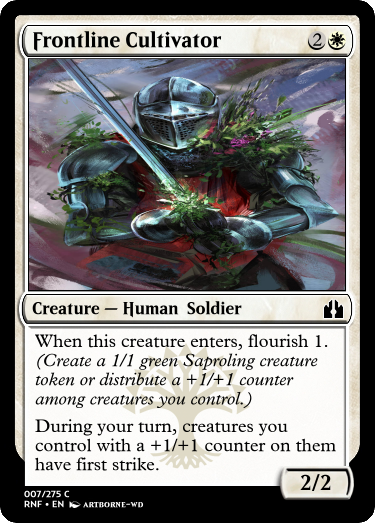 Frontline Cultivator 2
Creature — Human Soldier
When this creature enters, flourish 1.
(Create a 1/1 green Saproling creature
token or distribute a +1/+1 counter
among creatures you control.)
During your turn, creatures you
control with a +1/+1 counter on them
have first strike.
2/2
007/275 C
RNF • EN ARTBORNE-WD